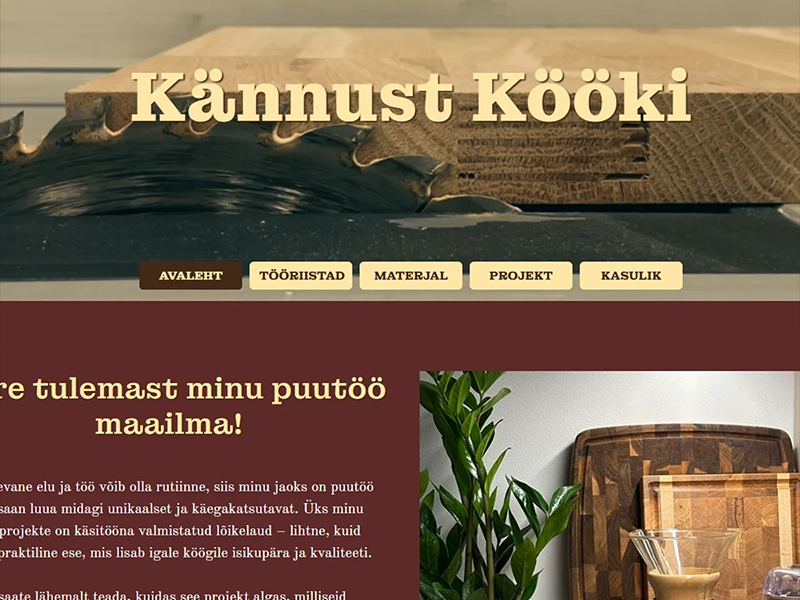 Kännust Kööki
AVALEHT TÖÖRIISTAD MATERJAL PROJEKT KASULIK
tulemast minu puutöö
maailma!
elu ja töö võib olla rutiinne, siis minu jaoks on puutöö
saan luua midagi unikaalset ja käegakatsutavat. Üks minu
projekte on käsitööna valmistatud lõikelaud – lihtne, kuid
praktiline ese, mis lisab igale köögile isikupära ja kvaliteeti.
saate lähemalt teada, kuidas see projekt algas, milliseid